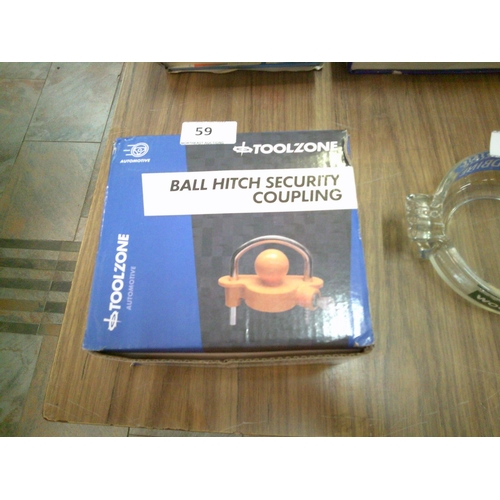 59
TOOLZONE
AUTOMOTIVE
BALL HITCH SECURITY
COUPLING
TOOLZONE
AUTOMOTIVE